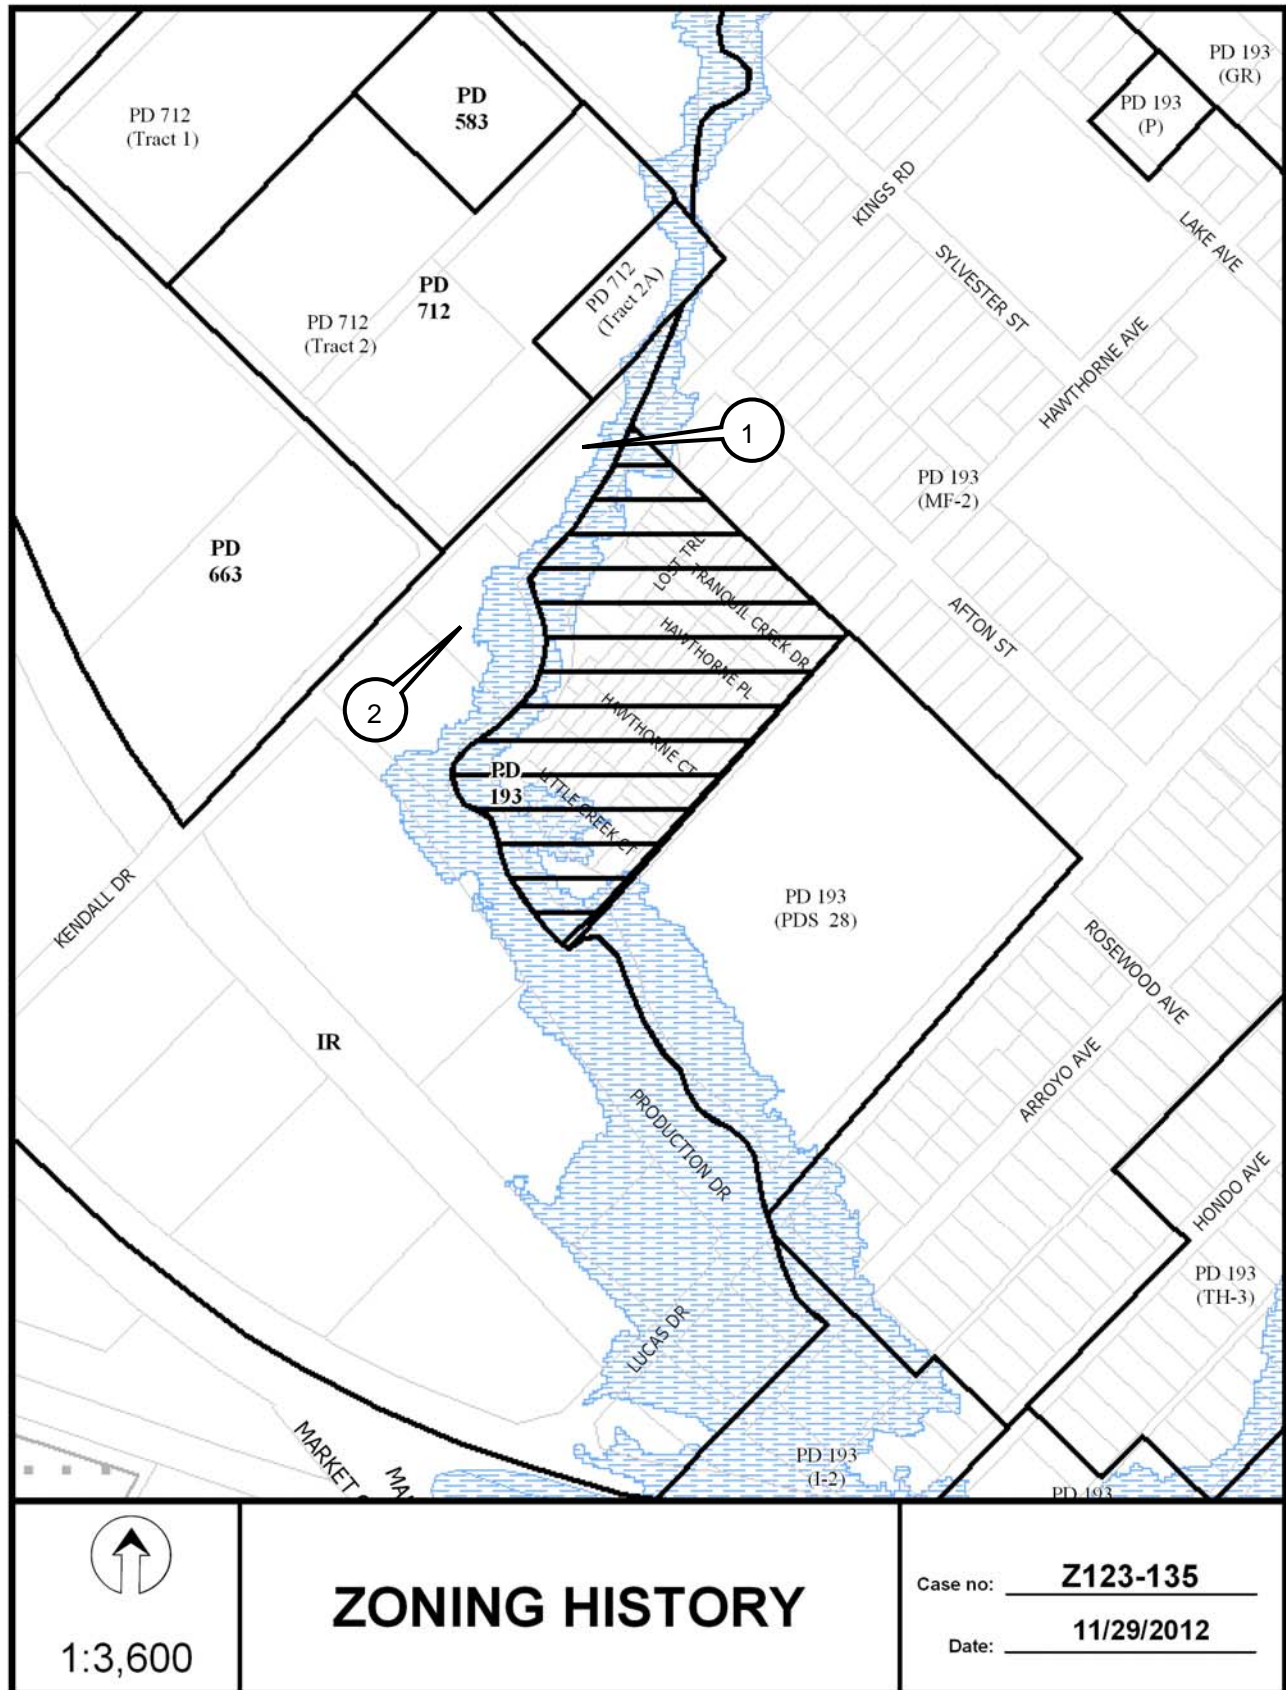 PD 193
(GR)
PD
583
PD 193
(P)
PD 712
(Tract 1)
KINGS RD
LAKE AVE
SYLVESTER ST
PD
712
PD 712
(Tract 2A)
PD 712
(Tract 2)
HAWTHORNE AVE
1
PD 193
(MF-2)
PD
663
LOST TRL
TRANQUIL CREEK DR
AFTON ST
HAWTHORNE PL
2
HAWTHORNE CT
PD
193
LITTLE CREEK CT
KENDALL DR
PD 193
(PDS 28)
ROSEWOOD AVE
IR
ARROYO AVE
PRODUCTION DR
HONDO AVE
PD 193
(TH-3)
LUCAS DR
MARKET
PD 193
(I-2)
PD 193
1:3,600
ZONING HISTORY
Case no: Z123-135
Date: 11/29/2012